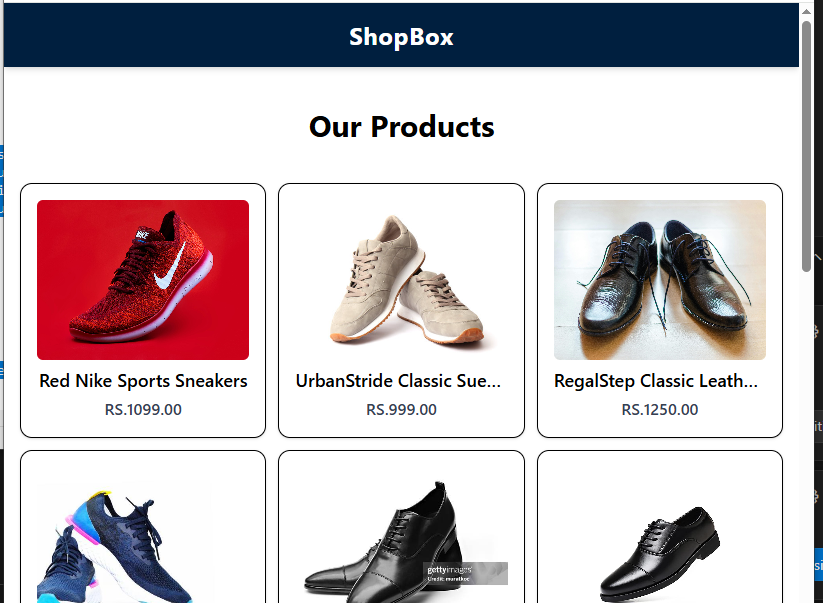 ShopBox
Our Products
Red Nike Sports Sneakers
UrbanStride Classic Sue...
RegalStep Classic Leath...
RS.1099.00
RS.999.00
RS.1250.00
gettyimages
Credit: muratkoc